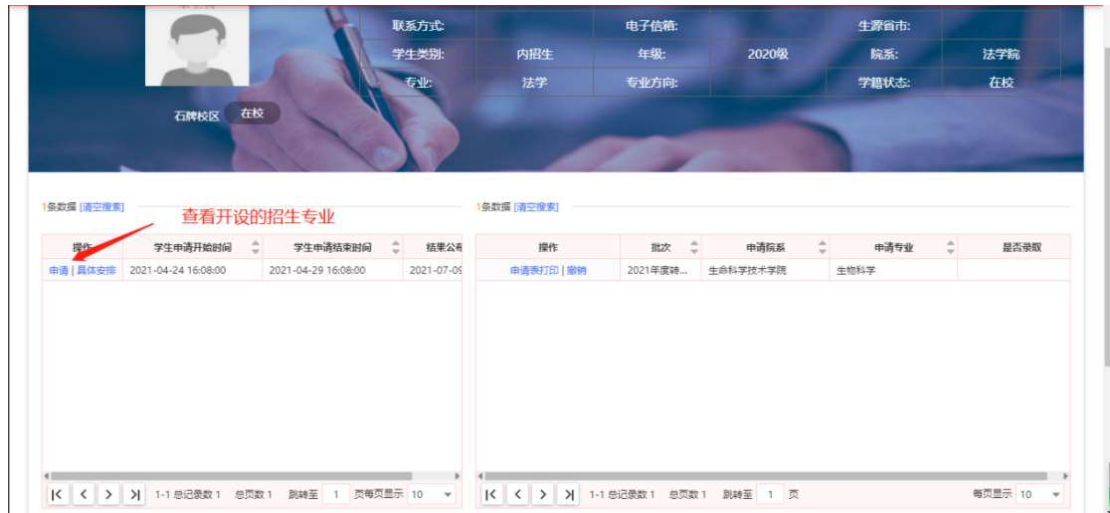 联系方式: 电子信箱: 生源省市:
学生类别: 内招生 年级: 2020级 院系: 法学院
专业: 法学 专业方向: 学籍状态: 在校
石牌校区 在校
1条数据 [清空搜索]
查看开设的招生专业
操作 学生申请开始时间 学生申请结束时间 结果公布
申请 | 具体安排 2021-04-24 16:08:00 2021-04-29 16:08:00 2021-07-09
1-1 总记录数 1 总页数 1 跳转至 1 页每页显示 10
1条数据 [清空搜索]
操作 批次 申请院系 申请专业 是否录取
申请表打印 | 撤销 2021年度转... 生命科学技术学院 生物科学
1-1 总记录数 1 总页数 1 跳转至 1 页 每页显示 10